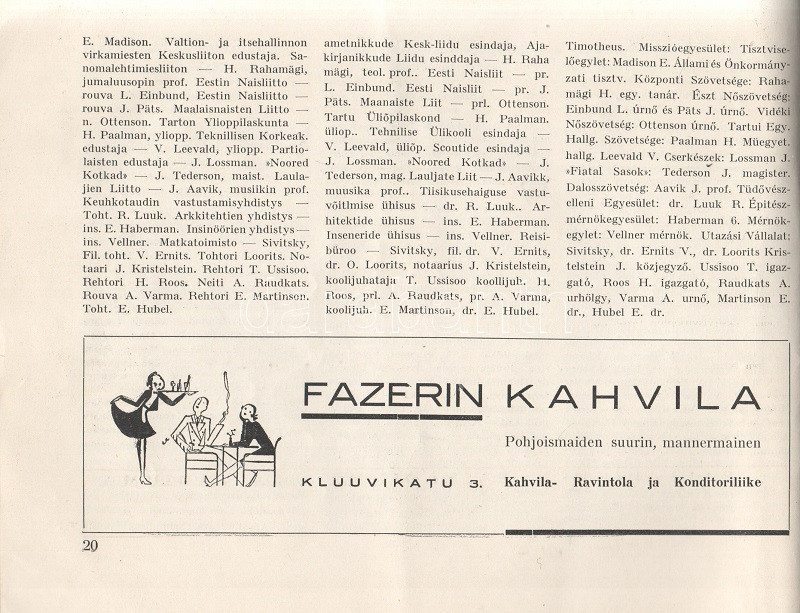 E. Madison. Valtion- ja itsehallinnon
virkamiesten Keskusliiton edustaja. Sa-
nomalehtimiesliiton — H. Rahamägi,
jumaluusopin prof. Eestin Naisliitto —
rouva L. Einbund, Eestin Naisliitto —
rouva J. Päts. Maalaisnaisten Liitto —
n. Ottenson. Tarton Ylioppilaskunta —
H. Paalman, yliopp. Teknillisen Korkeak.
edustaja — V. Leevald, yliopp. Partio-
laisten edustaja — J. Lossman. »Noored
Kotkad» — J. Tederson, maist. Laula-
jien Liitto — J. Aavik, musiikin prof.
Keuhkotaudin vastustamisyhdistys —
Toht. R. Luuk. Arkkitehtien yhdistys —
ins. E. Haberman. Insinöörien yhdistys —
ins. Vellner. Matkatoimisto — Sivitsky,
Fil. toht. V. Ernits. Tohtori Loorits. No-
taari J. Kristelstein. Rehtori T. Ussisoo.
Rehtori H. Roos. Neiti A. Raudkats.
Rouva A. Varma. Rehtori E. Martinson.
Toht. E. Hubel.
ametnikkude Kesk-liidu esindaja, Aja-
kirjanikkude Liidu esinddaja — H. Raha
mägi, teol. prof.. Eesti Naisliit — pr.
L. Einbund. Eesti Naisliit — pr. J.
Päts. Maanaiste Liit — prl. Ottenson.
Tartu Üliõpilaskond — H. Paalman.
üliop.. Tehnilise Ülikooli esindaja —
V. Leevald, üliõp. Scoutide esindaja —
J. Lossman. »Noored Kotkad» — J.
Tederson, mag. Lauljate Liit — J. Aavikk,
muusika prof.. Tiisikusehaiguse vastu-
võitlmise ühisus — dr. R. Luuk.. Ar-
hitektide ühisus — ins. E. Haberman.
Inseneride ühisus — ins. Vellner. Reisi-
büroo — Sivitsky, fil. dr. V. Ernits,
dr. O. Loorits, notaarius J. Kristelstein,
koolijuhataja T. Ussisoo koollijuh. H.
Roos, prl. A. Raudkats, pr. A. Varma,
koolijuh. E. Martinson, dr. E. Hubel.
Timotheus. Misszióegyesület: Tisztvise-
lőegylet: Madison E. Állami és Önkormány-
zati tisztv. Központi Szövetsége: Raha-
mägi H. egy. tanár. Észt Nőszövetség:
Einbund L. úrnő és Päts J. úrnő. Vidéki
Nőszövetség: Ottenson úrnő. Tartui Egy.
Hallg. Szövetsége: Paalman H. Müegyet.
hallg. Leevald V. Cserkészek: Lossman J.
»Fiatal Sasok»: Tederson J. magister.
Dalosszövetség: Aavik J. prof. Tüdővész-
elleni Egyesület: dr. Luuk R. Épitész-
mérnökegyesület: Haberman 6. Mérnök-
egylet: Vellner mérnök. Utazási Vállalat:
Sivitsky, dr. Ernits V., dr. Loorits Kris-
telstein J. közjegyző. Ussisoo T. igaz-
gató, Roos H. igazgató, Raudkats A.
urhölgy, Varma A. urnő, Martinson E.
dr., Hubel E. dr.
FAZERIN KAHVILA
Pohjoismaiden suurin, mannermainen
KLUUVIKATU 3. Kahvila- Ravintola ja Konditoriliike
20